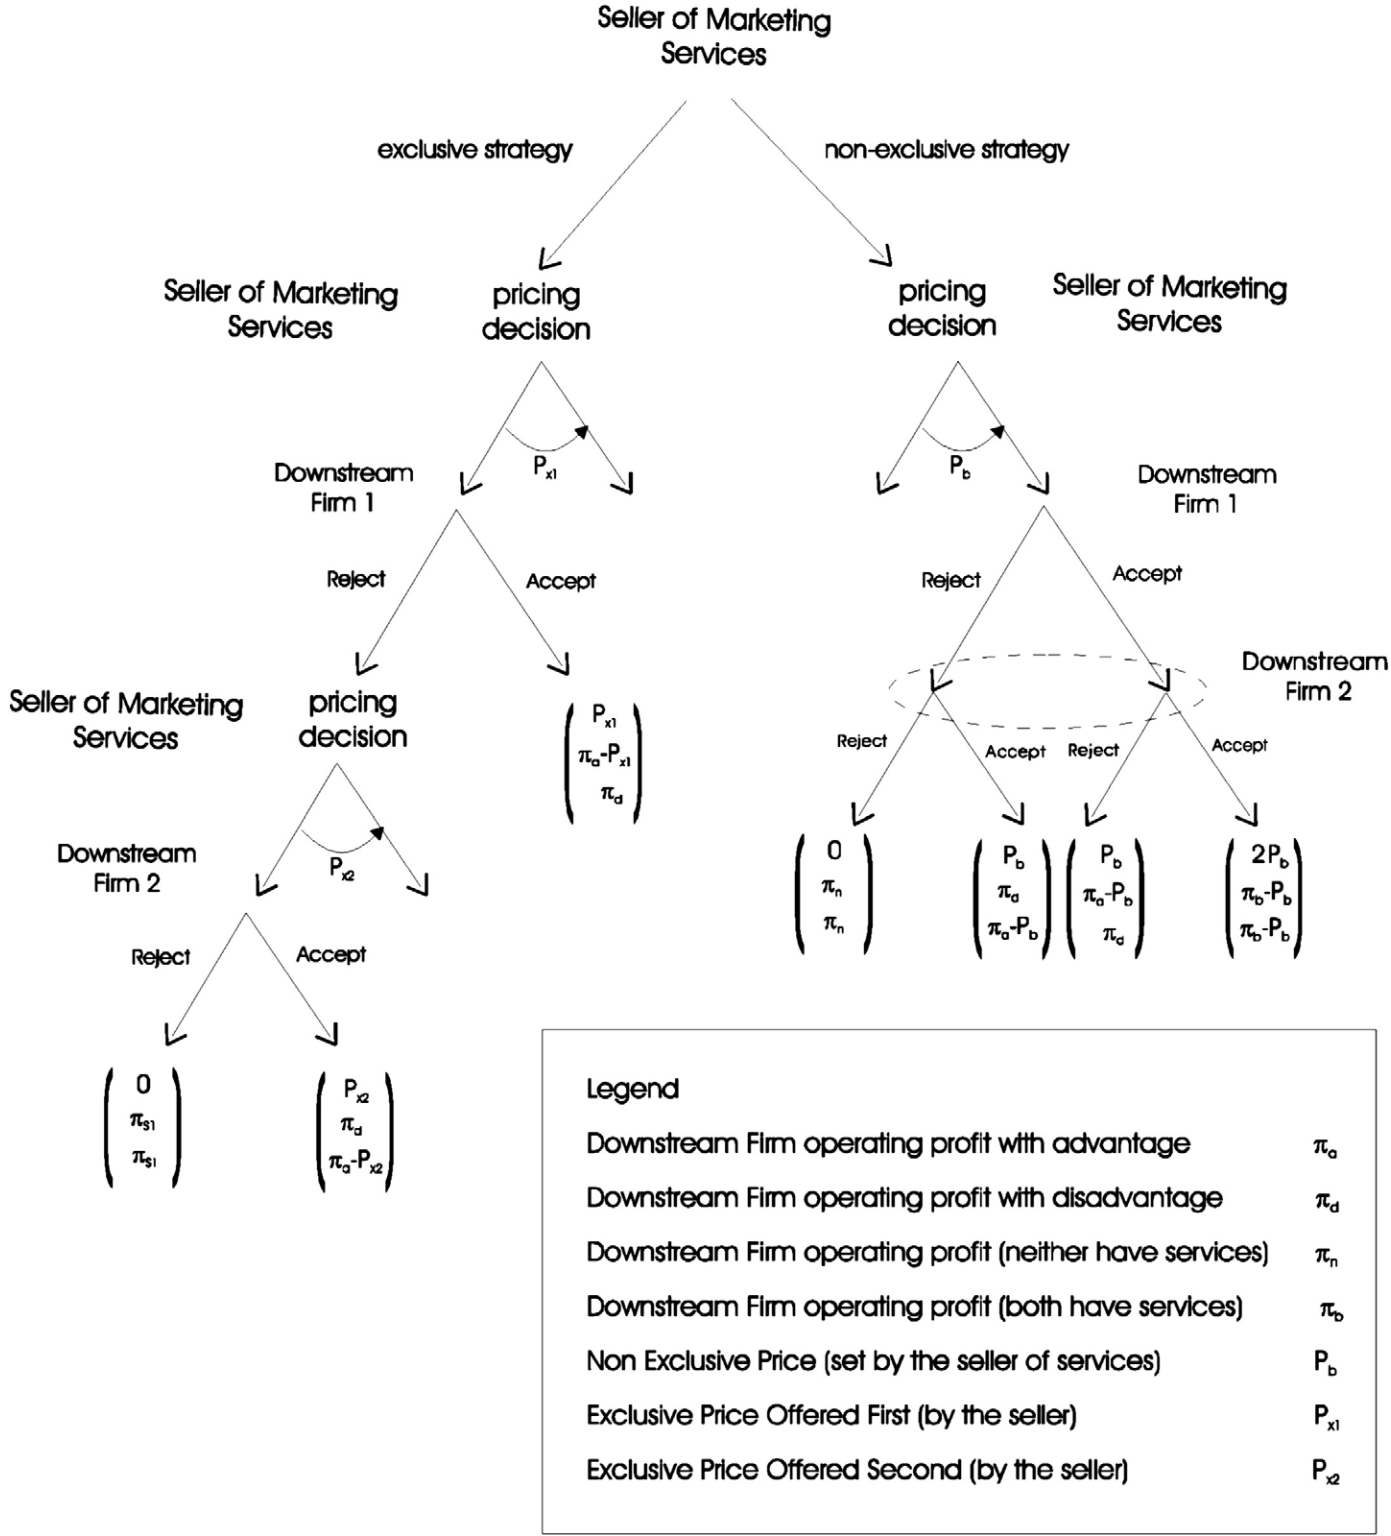 Seller of Marketing
Services
exclusive strategy
non-exclusive strategy
Seller of Marketing
Services
pricing
decision
pricing
decision
Seller of Marketing
Services
Downstream
Firm 1
Px1
Pb
Downstream
Firm 1
Reject
Accept
Reject
Accept
Seller of Marketing
Services
pricing
decision
Px1
πa-Px1
πd
Downstream
Firm 2
Reject
Accept
Reject
Accept
Downstream
Firm 2
Px2
0
πn
πn
Pb
πd
πa-Pb
Pb
πa-Pb
πd
2Pb
πb-Pb
πb-Pb
Reject
Accept
0
πS1
πS1
Px2
πd
πa-Px2
Legend
Downstream Firm operating profit with advantage πa
Downstream Firm operating profit with disadvantage πd
Downstream Firm operating profit (neither have services) πn
Downstream Firm operating profit (both have services) πb
Non Exclusive Price (set by the seller of services) Pb
Exclusive Price Offered First (by the seller) Px1
Exclusive Price Offered Second (by the seller) Px2